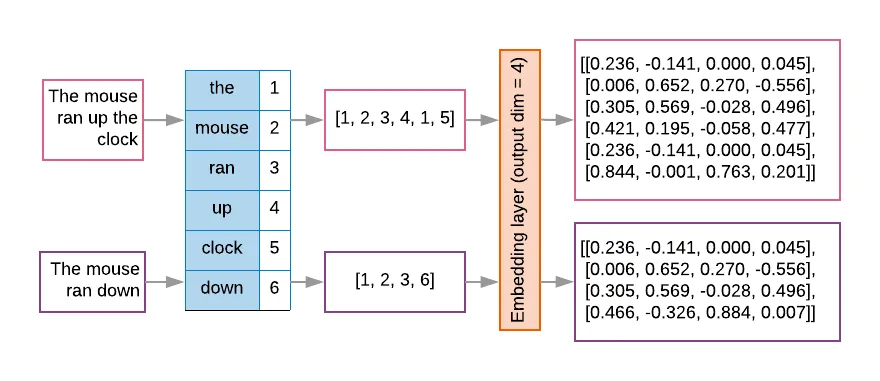 The mouse
ran up the
clock
the 1
mouse 2
ran 3
up 4
clock 5
down 6
[1, 2, 3, 4, 1, 5]
Embedding layer (output dim = 4)
[[0.236, -0.141, 0.000, 0.045],
[0.006, 0.652, 0.270, -0.556],
[0.305, 0.569, -0.028, 0.496],
[0.421, 0.195, -0.058, 0.477],
[0.236, -0.141, 0.000, 0.045],
[0.844, -0.001, 0.763, 0.201]]
The mouse
ran down
[1, 2, 3, 6]
[[0.236, -0.141, 0.000, 0.045],
[0.006, 0.652, 0.270, -0.556],
[0.305, 0.569, -0.028, 0.496],
[0.466, -0.326, 0.884, 0.007]]